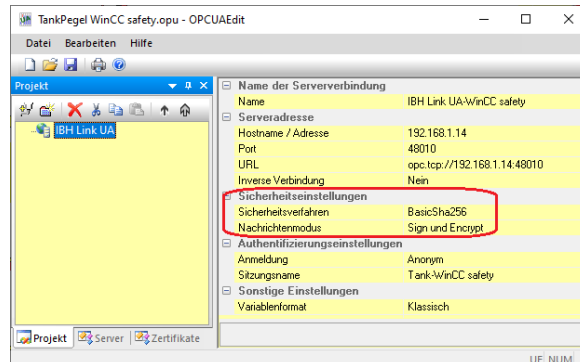 TankPegel WinCC safety.opu - OPCUAEdit
Datei Bearbeiten Hilfe
Projekt
IBH Link UA
Name der Serververbindung
Name IBH Link UA-WinCC safety
Serveradresse
Hostname / Adresse 192.168.1.14
Port 48010
URL opc.tcp://192.168.1.14:48010
Inverse Verbindung Nein
Sicherheitseinstellungen
Sicherheitsverfahren BasicSha256
Nachrichtenmodus Sign und Encrypt
Authentifizierungseinstellungen
Anmeldung Anonym
Sitzungsname Tank-WinCC safety
Sonstige Einstellungen
Variablenformat Klassisch
Projekt Server Zertifikate
UF NUM